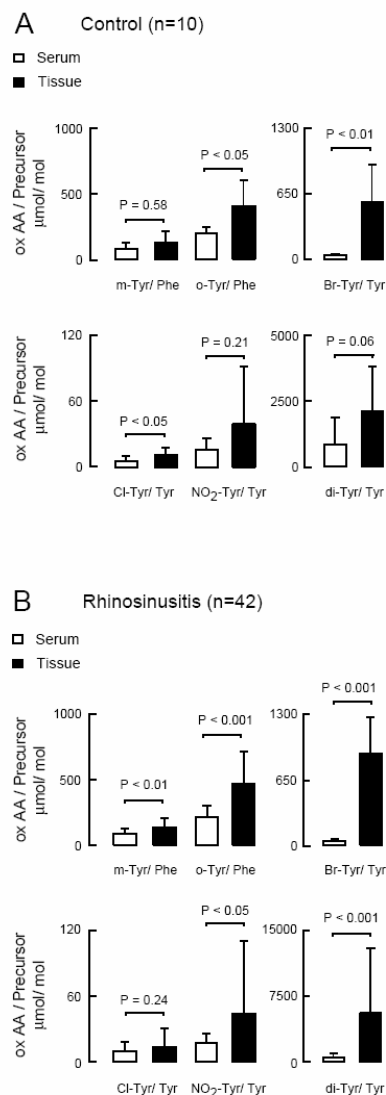 A Control (n=10)
Serum
Tissue
ox AA / Precursor
µmol/ mol
1000
500
0
P = 0.58
P < 0.05
m-Tyr/ Phe
o-Tyr/ Phe
1300
650
0
P < 0.01
Br-Tyr/ Tyr
ox AA / Precursor
µmol/ mol
120
60
0
P < 0.05
P = 0.21
Cl-Tyr/ Tyr
NO₂-Tyr/ Tyr
5000
2500
0
P = 0.06
di-Tyr/ Tyr
B Rhinosinusitis (n=42)
Serum
Tissue
ox AA / Precursor
µmol/ mol
1000
500
0
P < 0.01
P < 0.001
m-Tyr/ Phe
o-Tyr/ Phe
1300
650
0
P < 0.001
Br-Tyr/ Tyr
ox AA / Precursor
µmol/ mol
120
60
0
P = 0.24
P < 0.05
Cl-Tyr/ Tyr
NO₂-Tyr/ Tyr
15000
7500
0
P < 0.001
di-Tyr/ Tyr